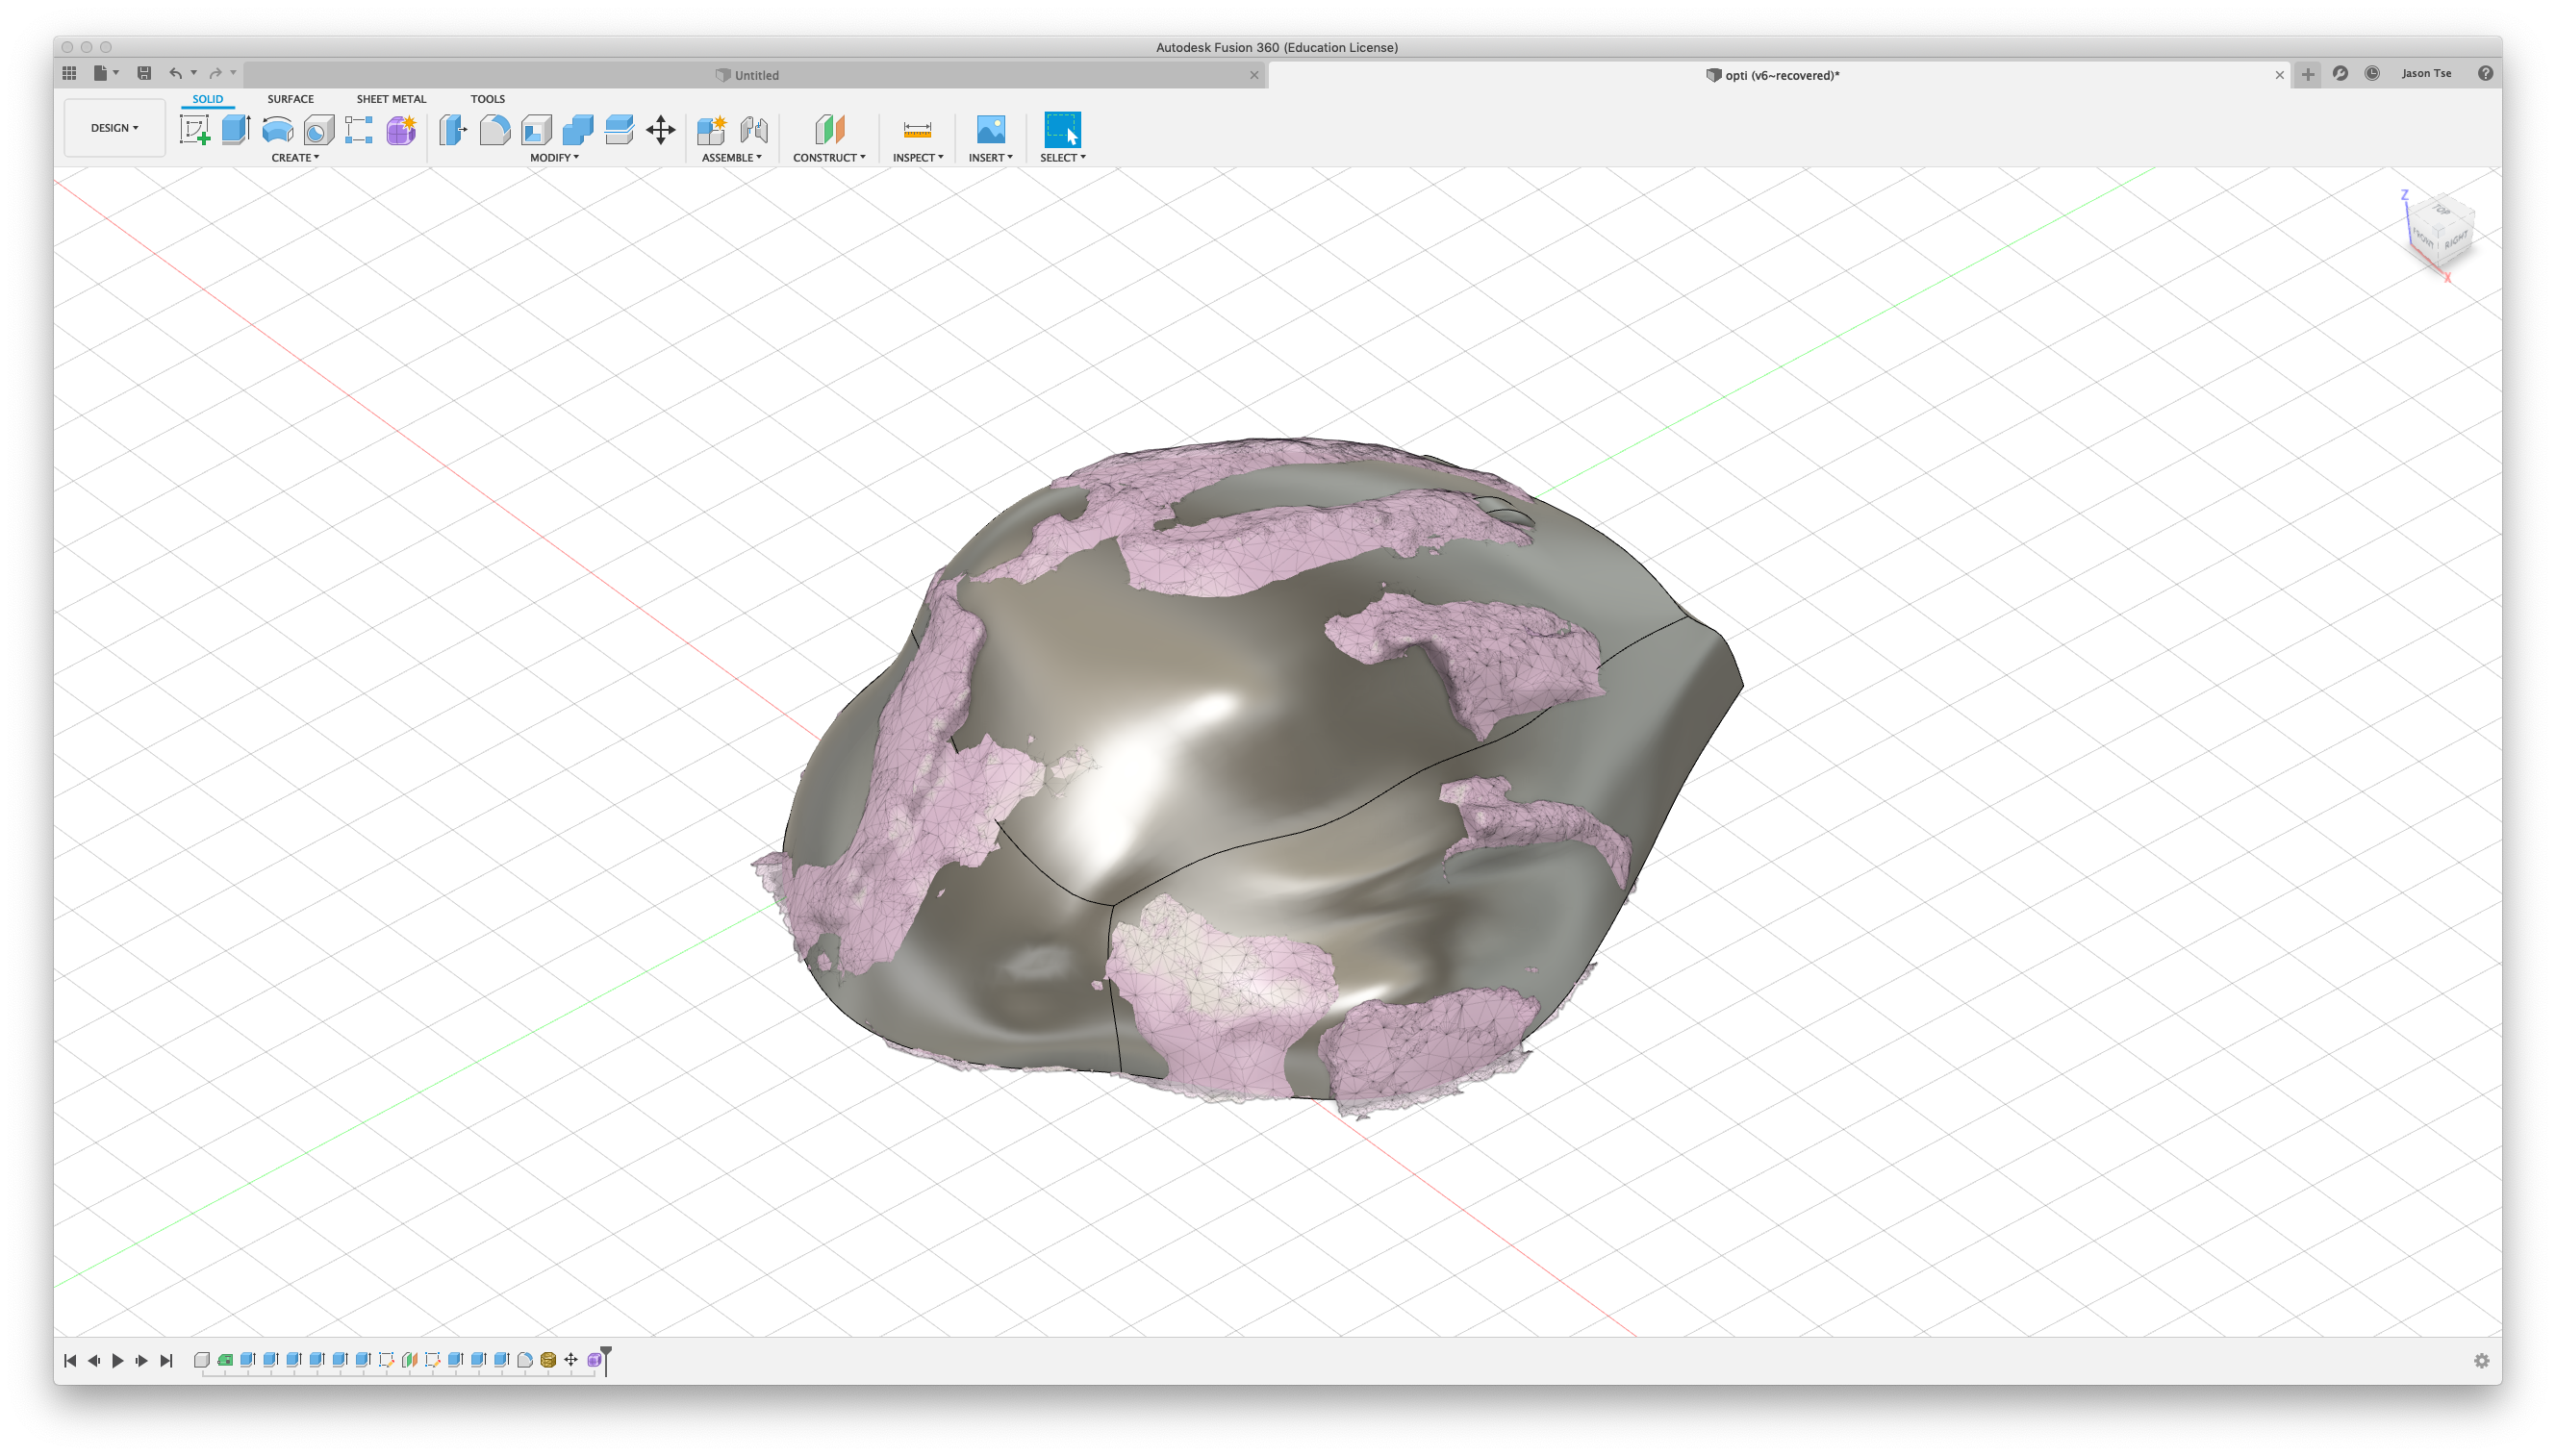 Autodesk Fusion 360 (Education License)
Untitled
opti (v6~recovered)*
Jason Tse
SOLID SURFACE SHEET METAL TOOLS
DESIGN
CREATE MODIFY ASSEMBLE CONSTRUCT INSPECT INSERT SELECT
Z
TOP
FRONT RIGHT
X